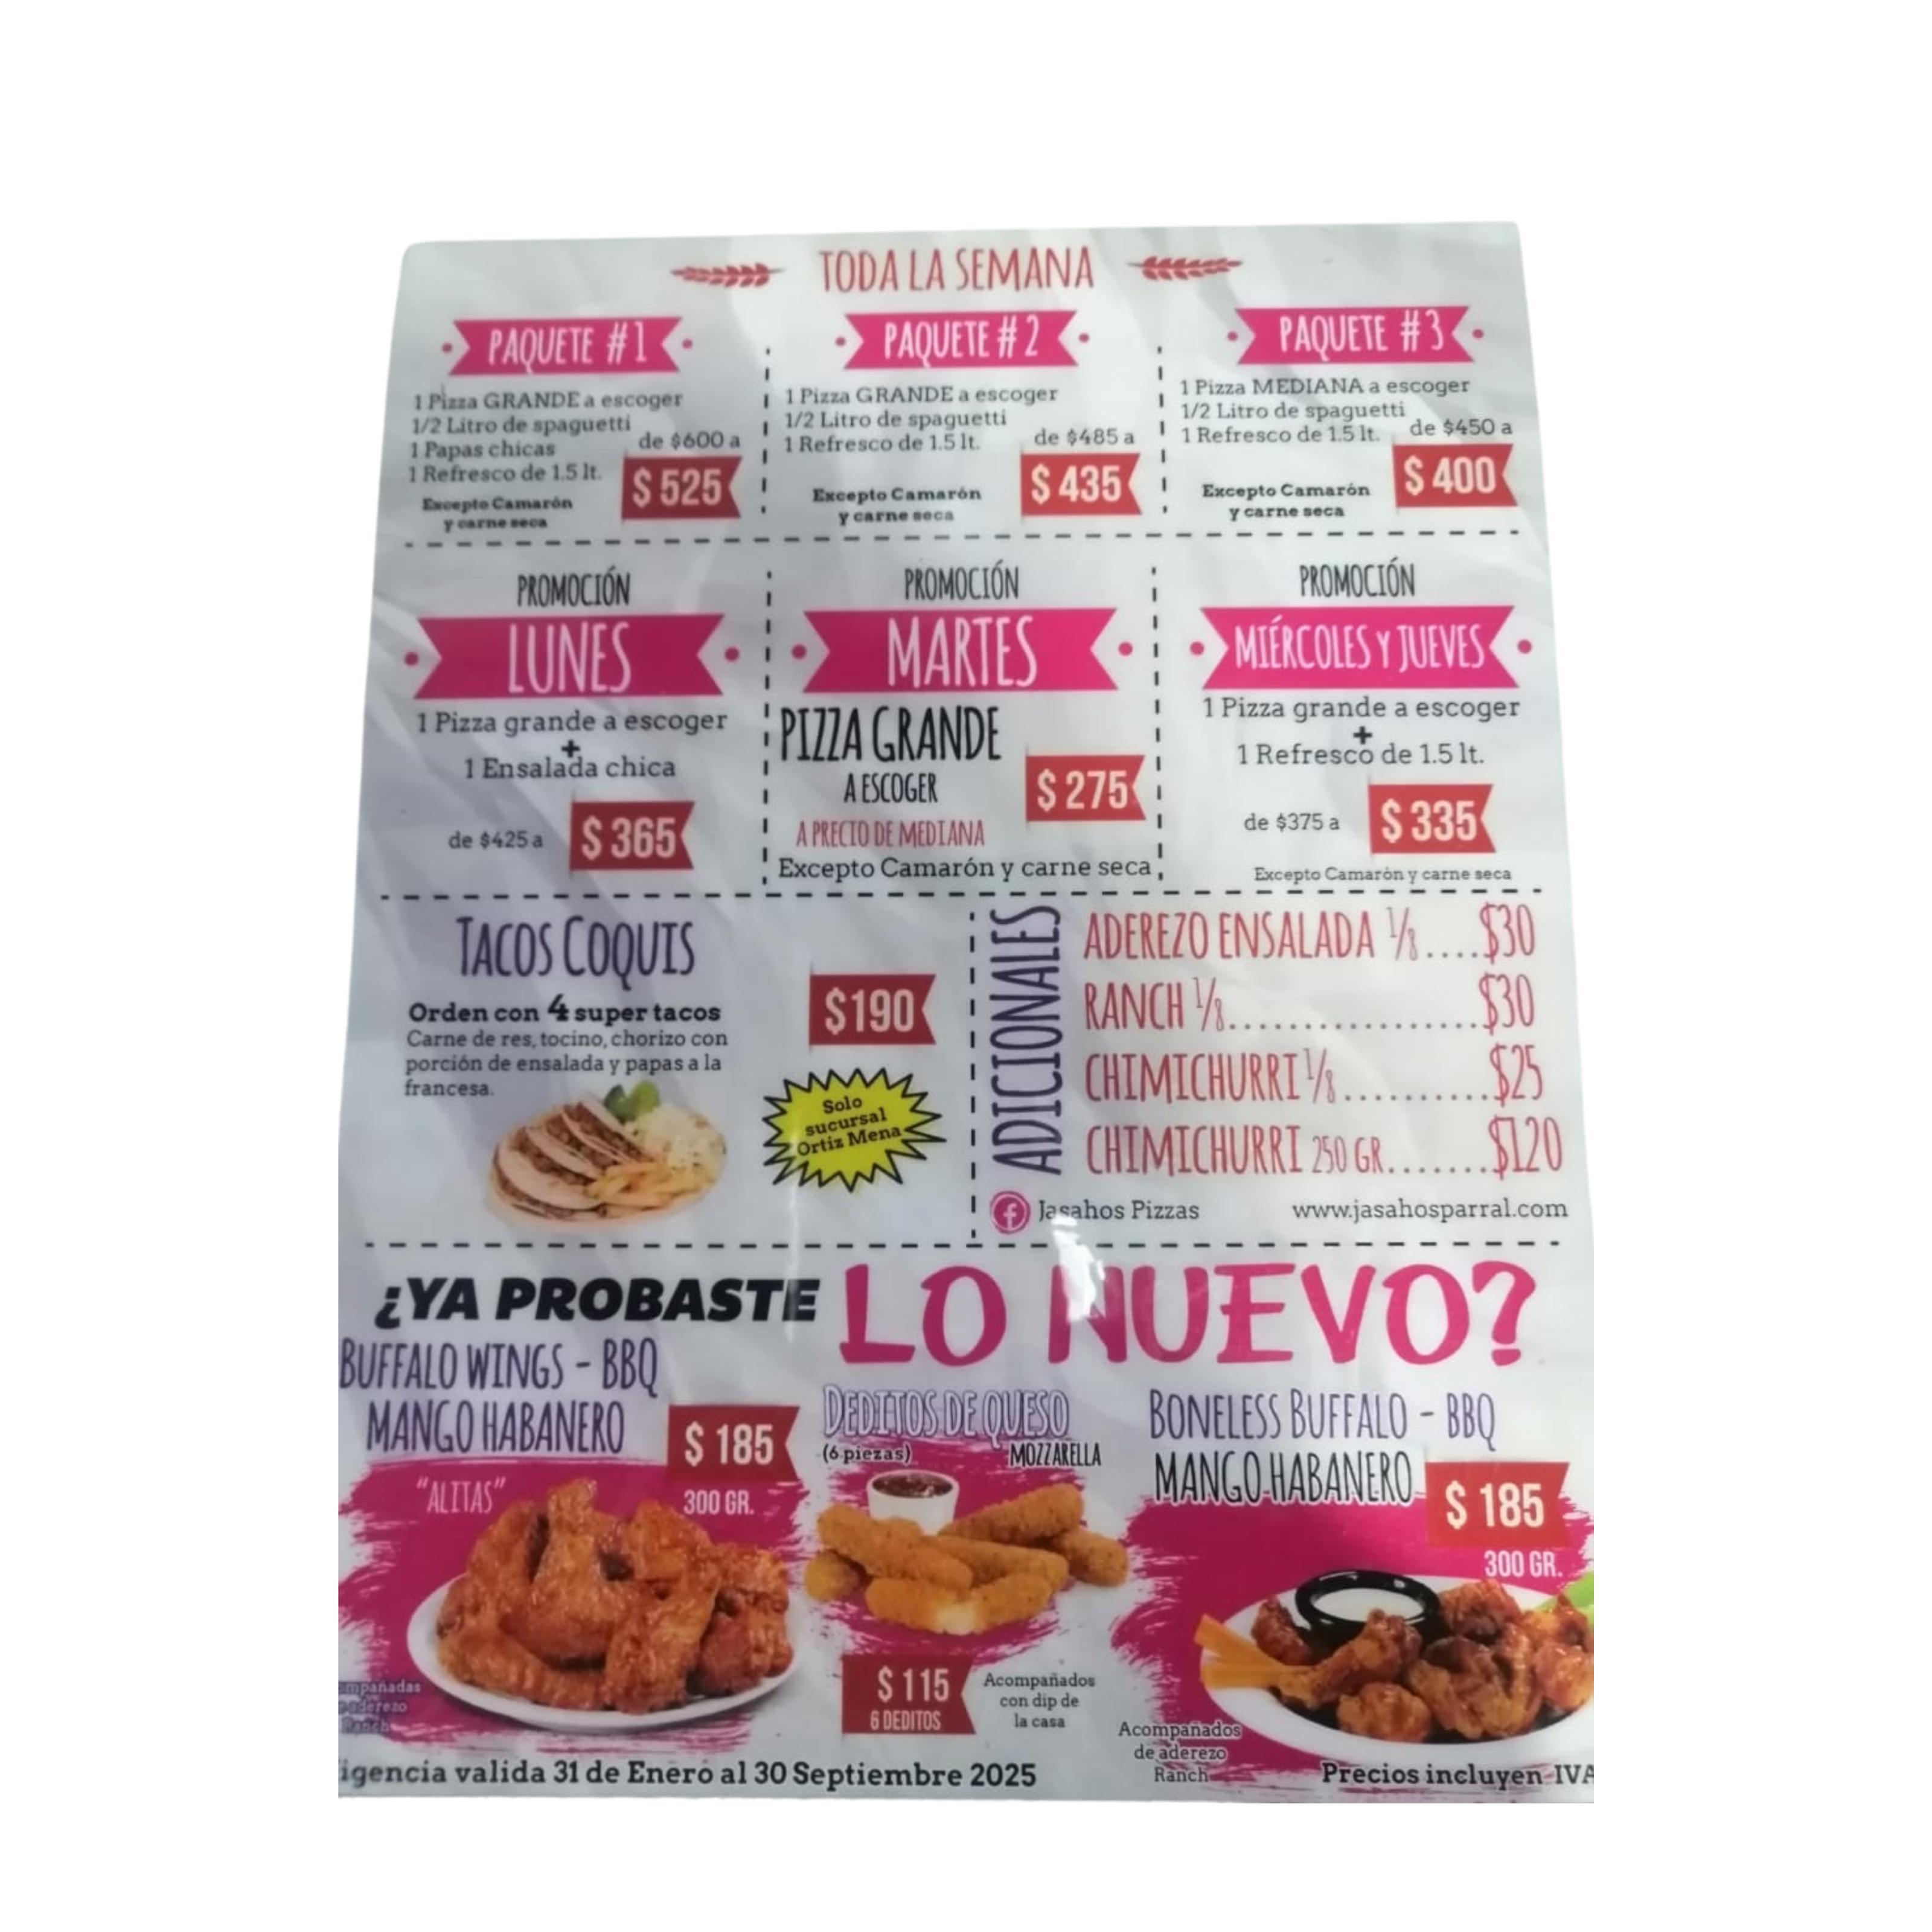 TODA LA SEMANA
PAQUETE #1
1 Pizza GRANDE a escoger
1/2 Litro de spaguetti
1 Papas chicas
1 Refresco de 1.5 lt.
de $600 a
$525
Excepto Camarón
y carne seca
PAQUETE #2
1 Pizza GRANDE a escoger
1/2 Litro de spaguetti
1 Refresco de 1.5 lt.
de $485 a
$435
Excepto Camarón
y carne seca
PAQUETE #3
1 Pizza MEDIANA a escoger
1/2 Litro de spaguetti
1 Refresco de 1.5 lt.
de $450 a
$400
Excepto Camarón
y carne seca
PROMOCIÓN
LUNES
1 Pizza grande a escoger
+
1 Ensalada chica
de $425 a
$365
PROMOCIÓN
MARTES
PIZZA GRANDE
A ESCOGER
$275
A PRECIO DE MEDIANA
Excepto Camarón y carne seca
PROMOCIÓN
MIÉRCOLES Y JUEVES
1 Pizza grande a escoger
+
1 Refresco de 1.5 lt.
de $375 a
$335
Excepto Camarón y carne seca
TACOS COQUIS
Orden con 4 super tacos
Carne de res, tocino, chorizo con
porción de ensalada y papas a la
francesa.
$190
Solo
sucursal
Ortiz Mena
ADICIONALES
ADEREZO ENSALADA 1/8....$30
RANCH 1/8..................$30
CHIMICHURRI 1/8..........$25
CHIMICHURRI 250 GR.......$120
Jasahos Pizzas
www.jasahosparral.com
¿YA PROBASTE LO NUEVO?
BUFFALO WINGS - BBQ
MANGO HABANERO
$185
"ALITAS"
300 GR.
ompañadas
aderezo
Ranch
DEDITOS DE QUESO
(6 piezas) MOZZARELLA
$115
6 DEDITOS
Acompañados
con dip de
la casa
BONELESS BUFFALO - BBQ
MANGO HABANERO
$185
300 GR.
Acompañados
de aderezo
Ranch
igencia valida 31 de Enero al 30 Septiembre 2025
Precios incluyen IVA